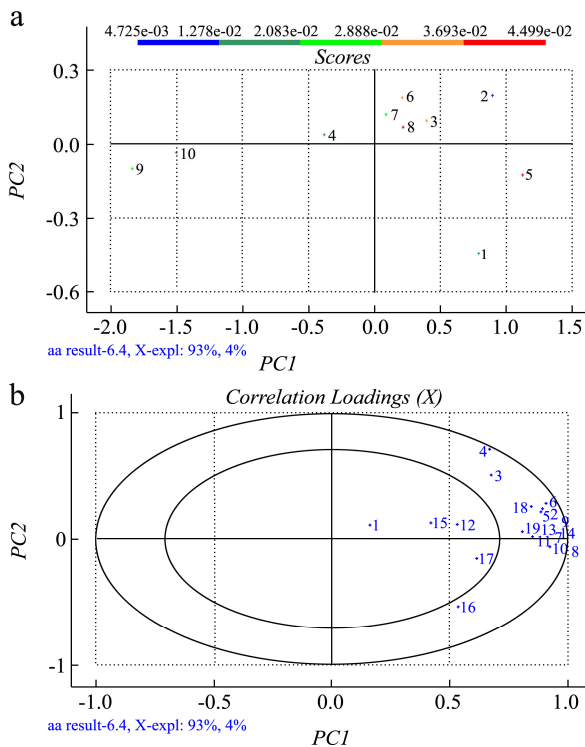 a
4.725e-03 1.278e-02 2.083e-02 2.888e-02 3.693e-02 4.499e-02
Scores
0.3
6 2
7 8 3
4
0.0
10
9 5
PC2
-0.3
1
-0.6
-2.0 -1.5 -1.0 -0.5 0.0 0.5 1.0 1.5
aa result-6.4, X-expl: 93%, 4%
PC1
b
Correlation Loadings (X)
1
4
3
18 6
5 2 9
1 15 12 19 13 14
0
11 7 10 8
17
PC2
16
-1
-1.0 -0.5 0.0 0.5 1.0
aa result-6.4, X-expl: 93%, 4%
PC1